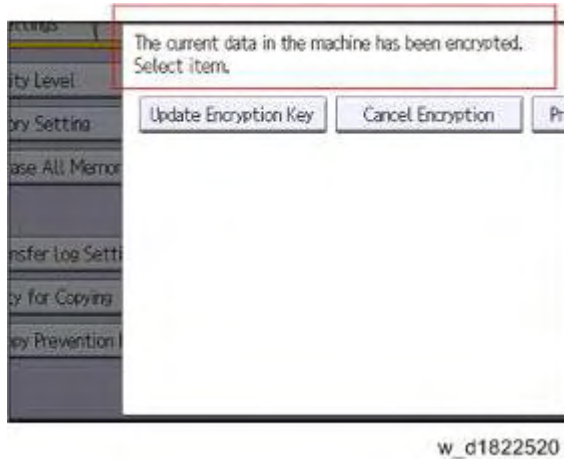 The current data in the machine has been encrypted.
Select item.
ity Level
Update Encryption Key
Cancel Encryption
Pr
ory Setting
ase All Memor
nsfer Log Setti
ty for Copying
py Prevention
w_d1822520